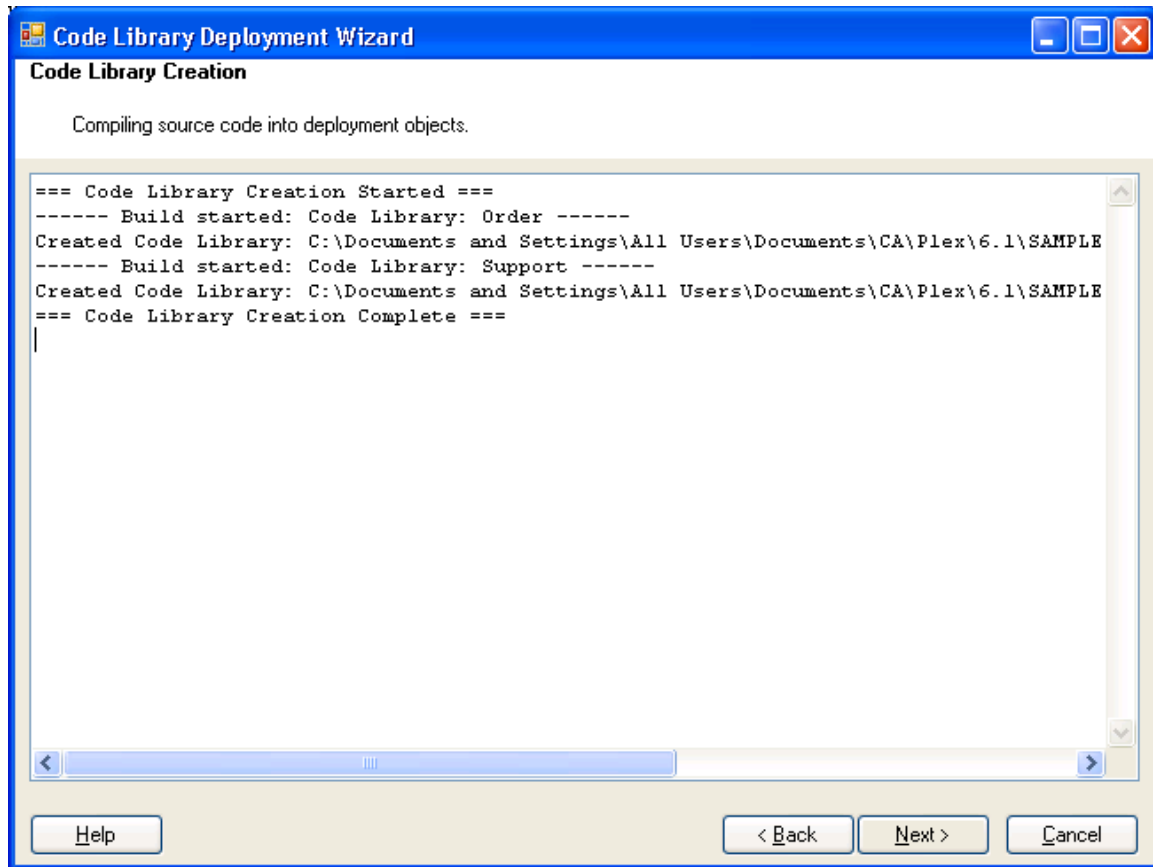 Code Library Deployment Wizard
Code Library Creation
Compiling source code into deployment objects.
=== Code Library Creation Started ===
------ Build started: Code Library: Order ------
Created Code Library: C:\Documents and Settings\All Users\Documents\CA\Plex\6.1\SAMPLE
------ Build started: Code Library: Support ------
Created Code Library: C:\Documents and Settings\All Users\Documents\CA\Plex\6.1\SAMPLE
=== Code Library Creation Complete ===
Help < Back Next > Cancel